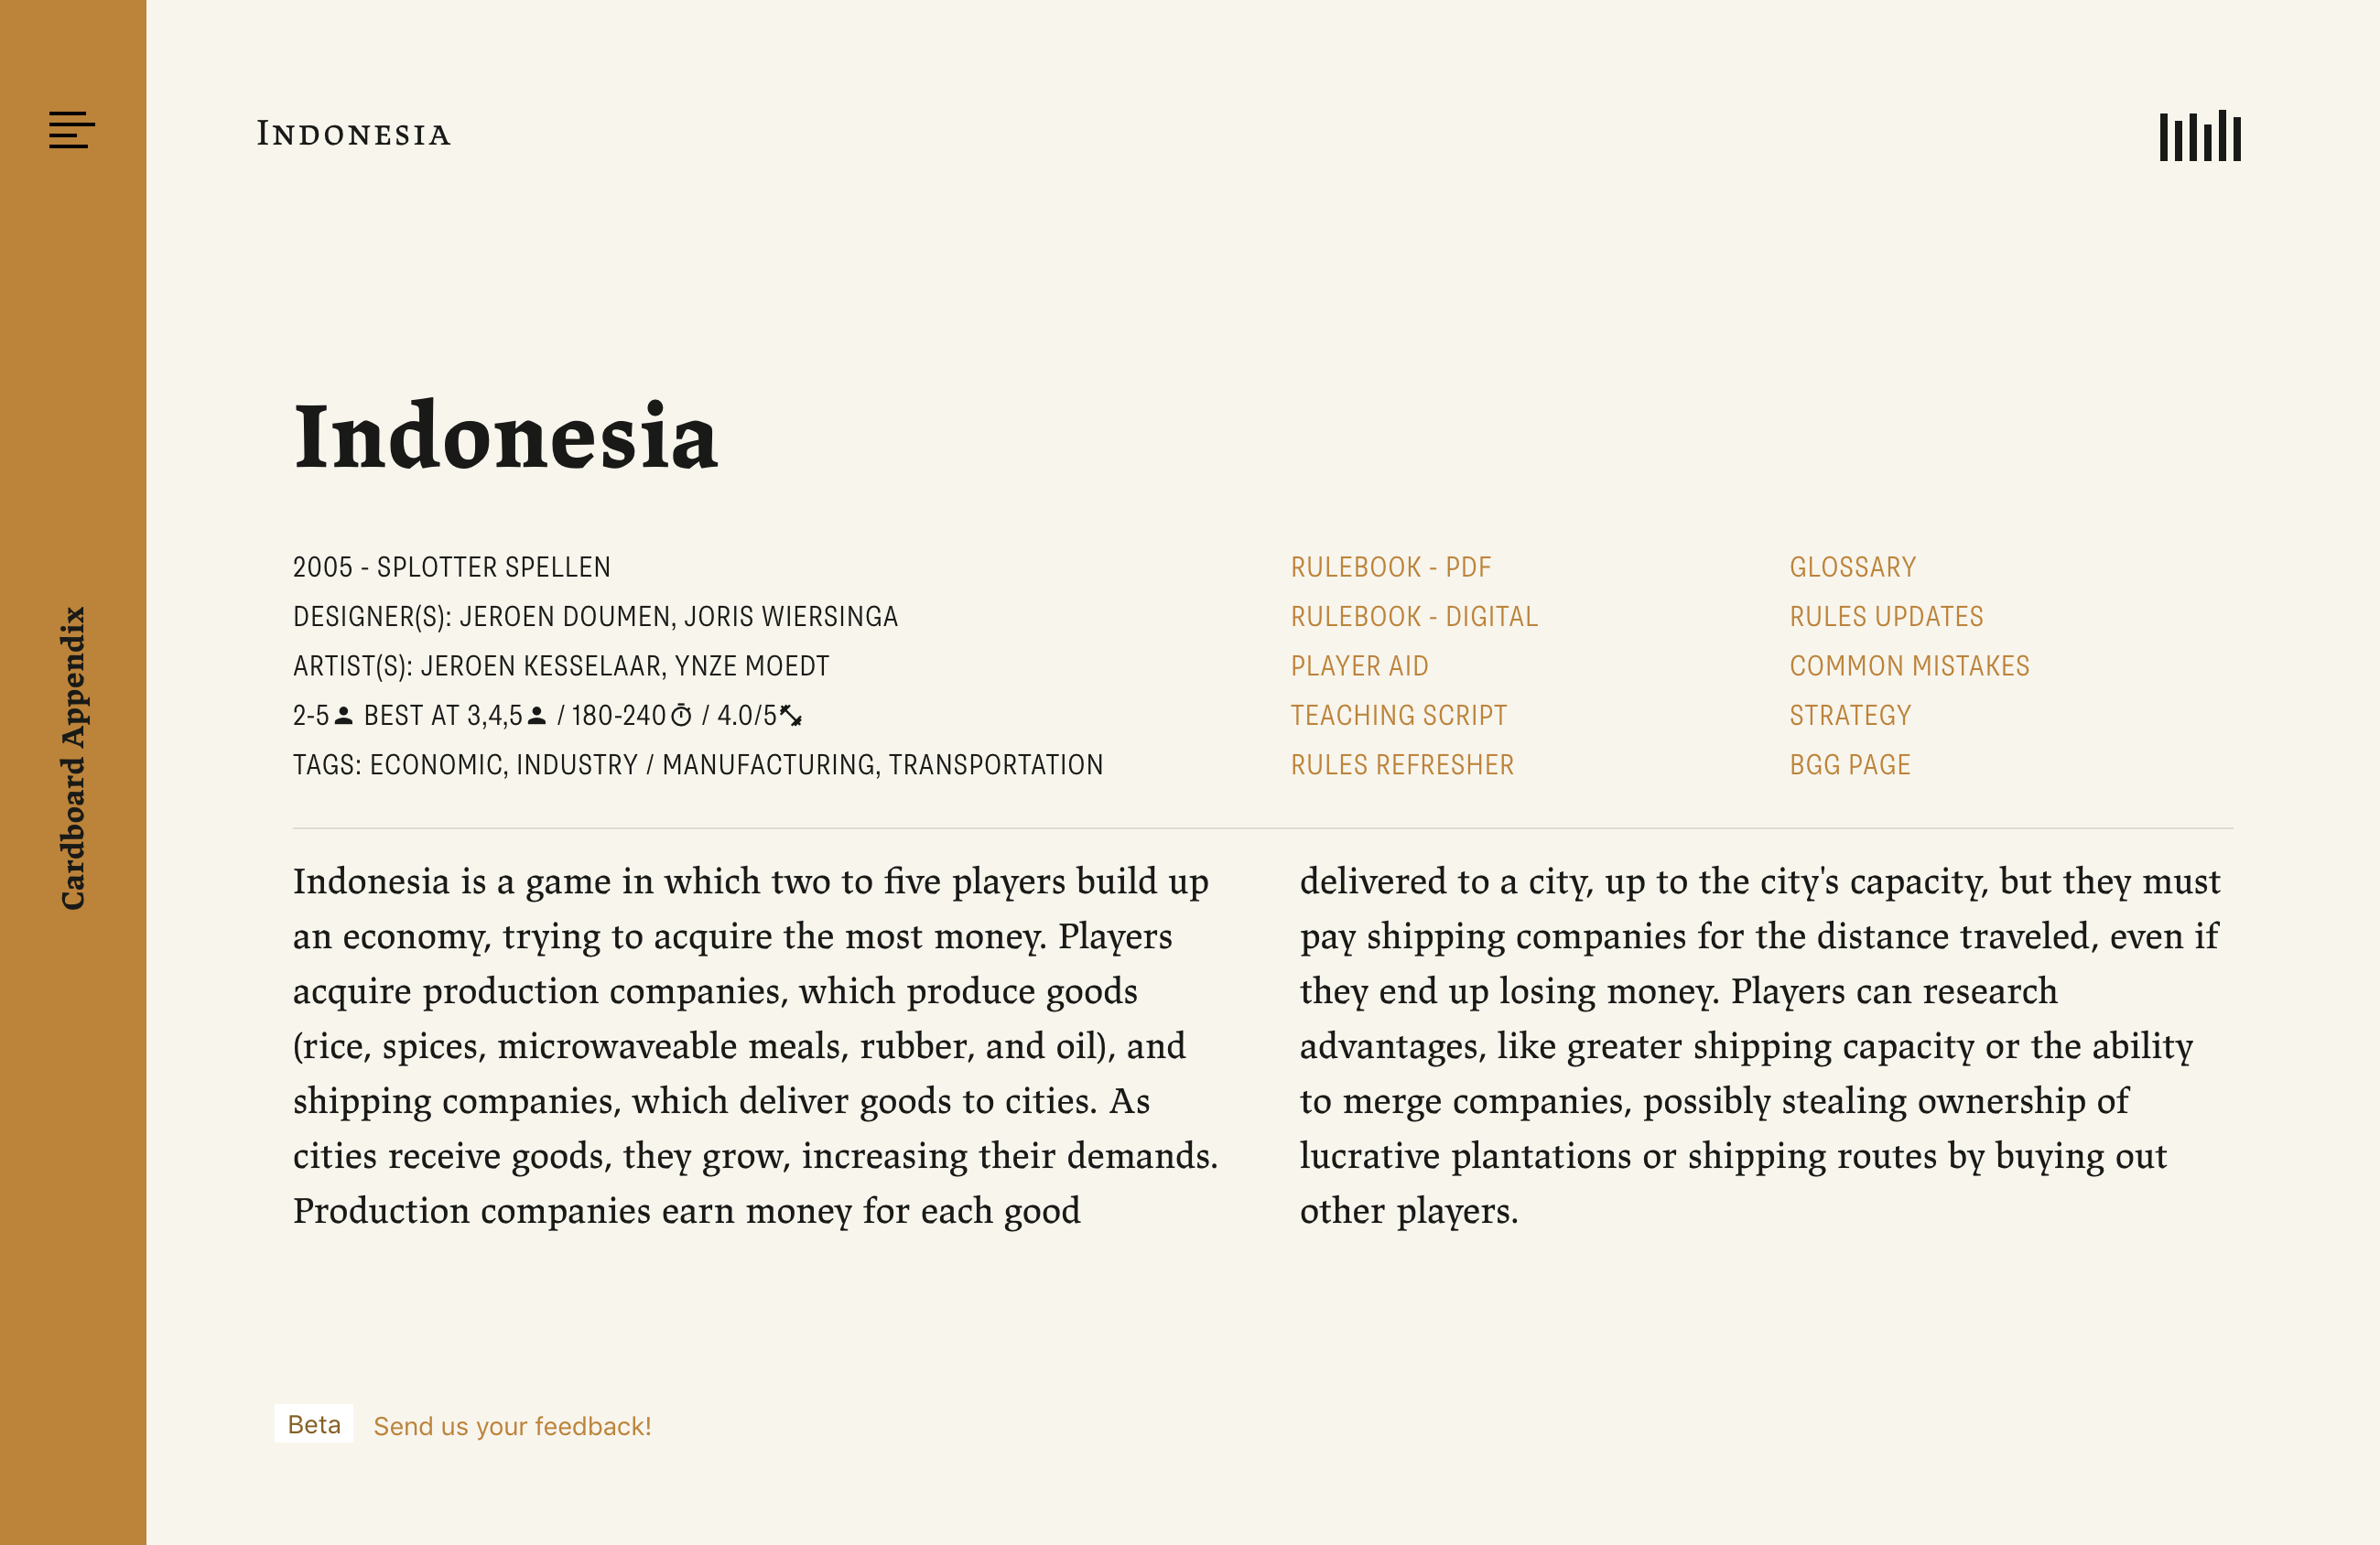 Indonesia
Cardboard Appendix
Indonesia
2005 - SPLOTTER SPELLEN
DESIGNER(S): JEROEN DOUMEN, JORIS WIERSINGA
ARTIST(S): JEROEN KESSELAAR, YNZE MOEDT
2-5 BEST AT 3,4,5 / 180-240 / 4.0/5
TAGS: ECONOMIC, INDUSTRY / MANUFACTURING, TRANSPORTATION
RULEBOOK - PDF
RULEBOOK - DIGITAL
PLAYER AID
TEACHING SCRIPT
RULES REFRESHER
GLOSSARY
RULES UPDATES
COMMON MISTAKES
STRATEGY
BGG PAGE
Indonesia is a game in which two to five players build up
an economy, trying to acquire the most money. Players
acquire production companies, which produce goods
(rice, spices, microwaveable meals, rubber, and oil), and
shipping companies, which deliver goods to cities. As
cities receive goods, they grow, increasing their demands.
Production companies earn money for each good
delivered to a city, up to the city's capacity, but they must
pay shipping companies for the distance traveled, even if
they end up losing money. Players can research
advantages, like greater shipping capacity or the ability
to merge companies, possibly stealing ownership of
lucrative plantations or shipping routes by buying out
other players.
Beta
Send us your feedback!